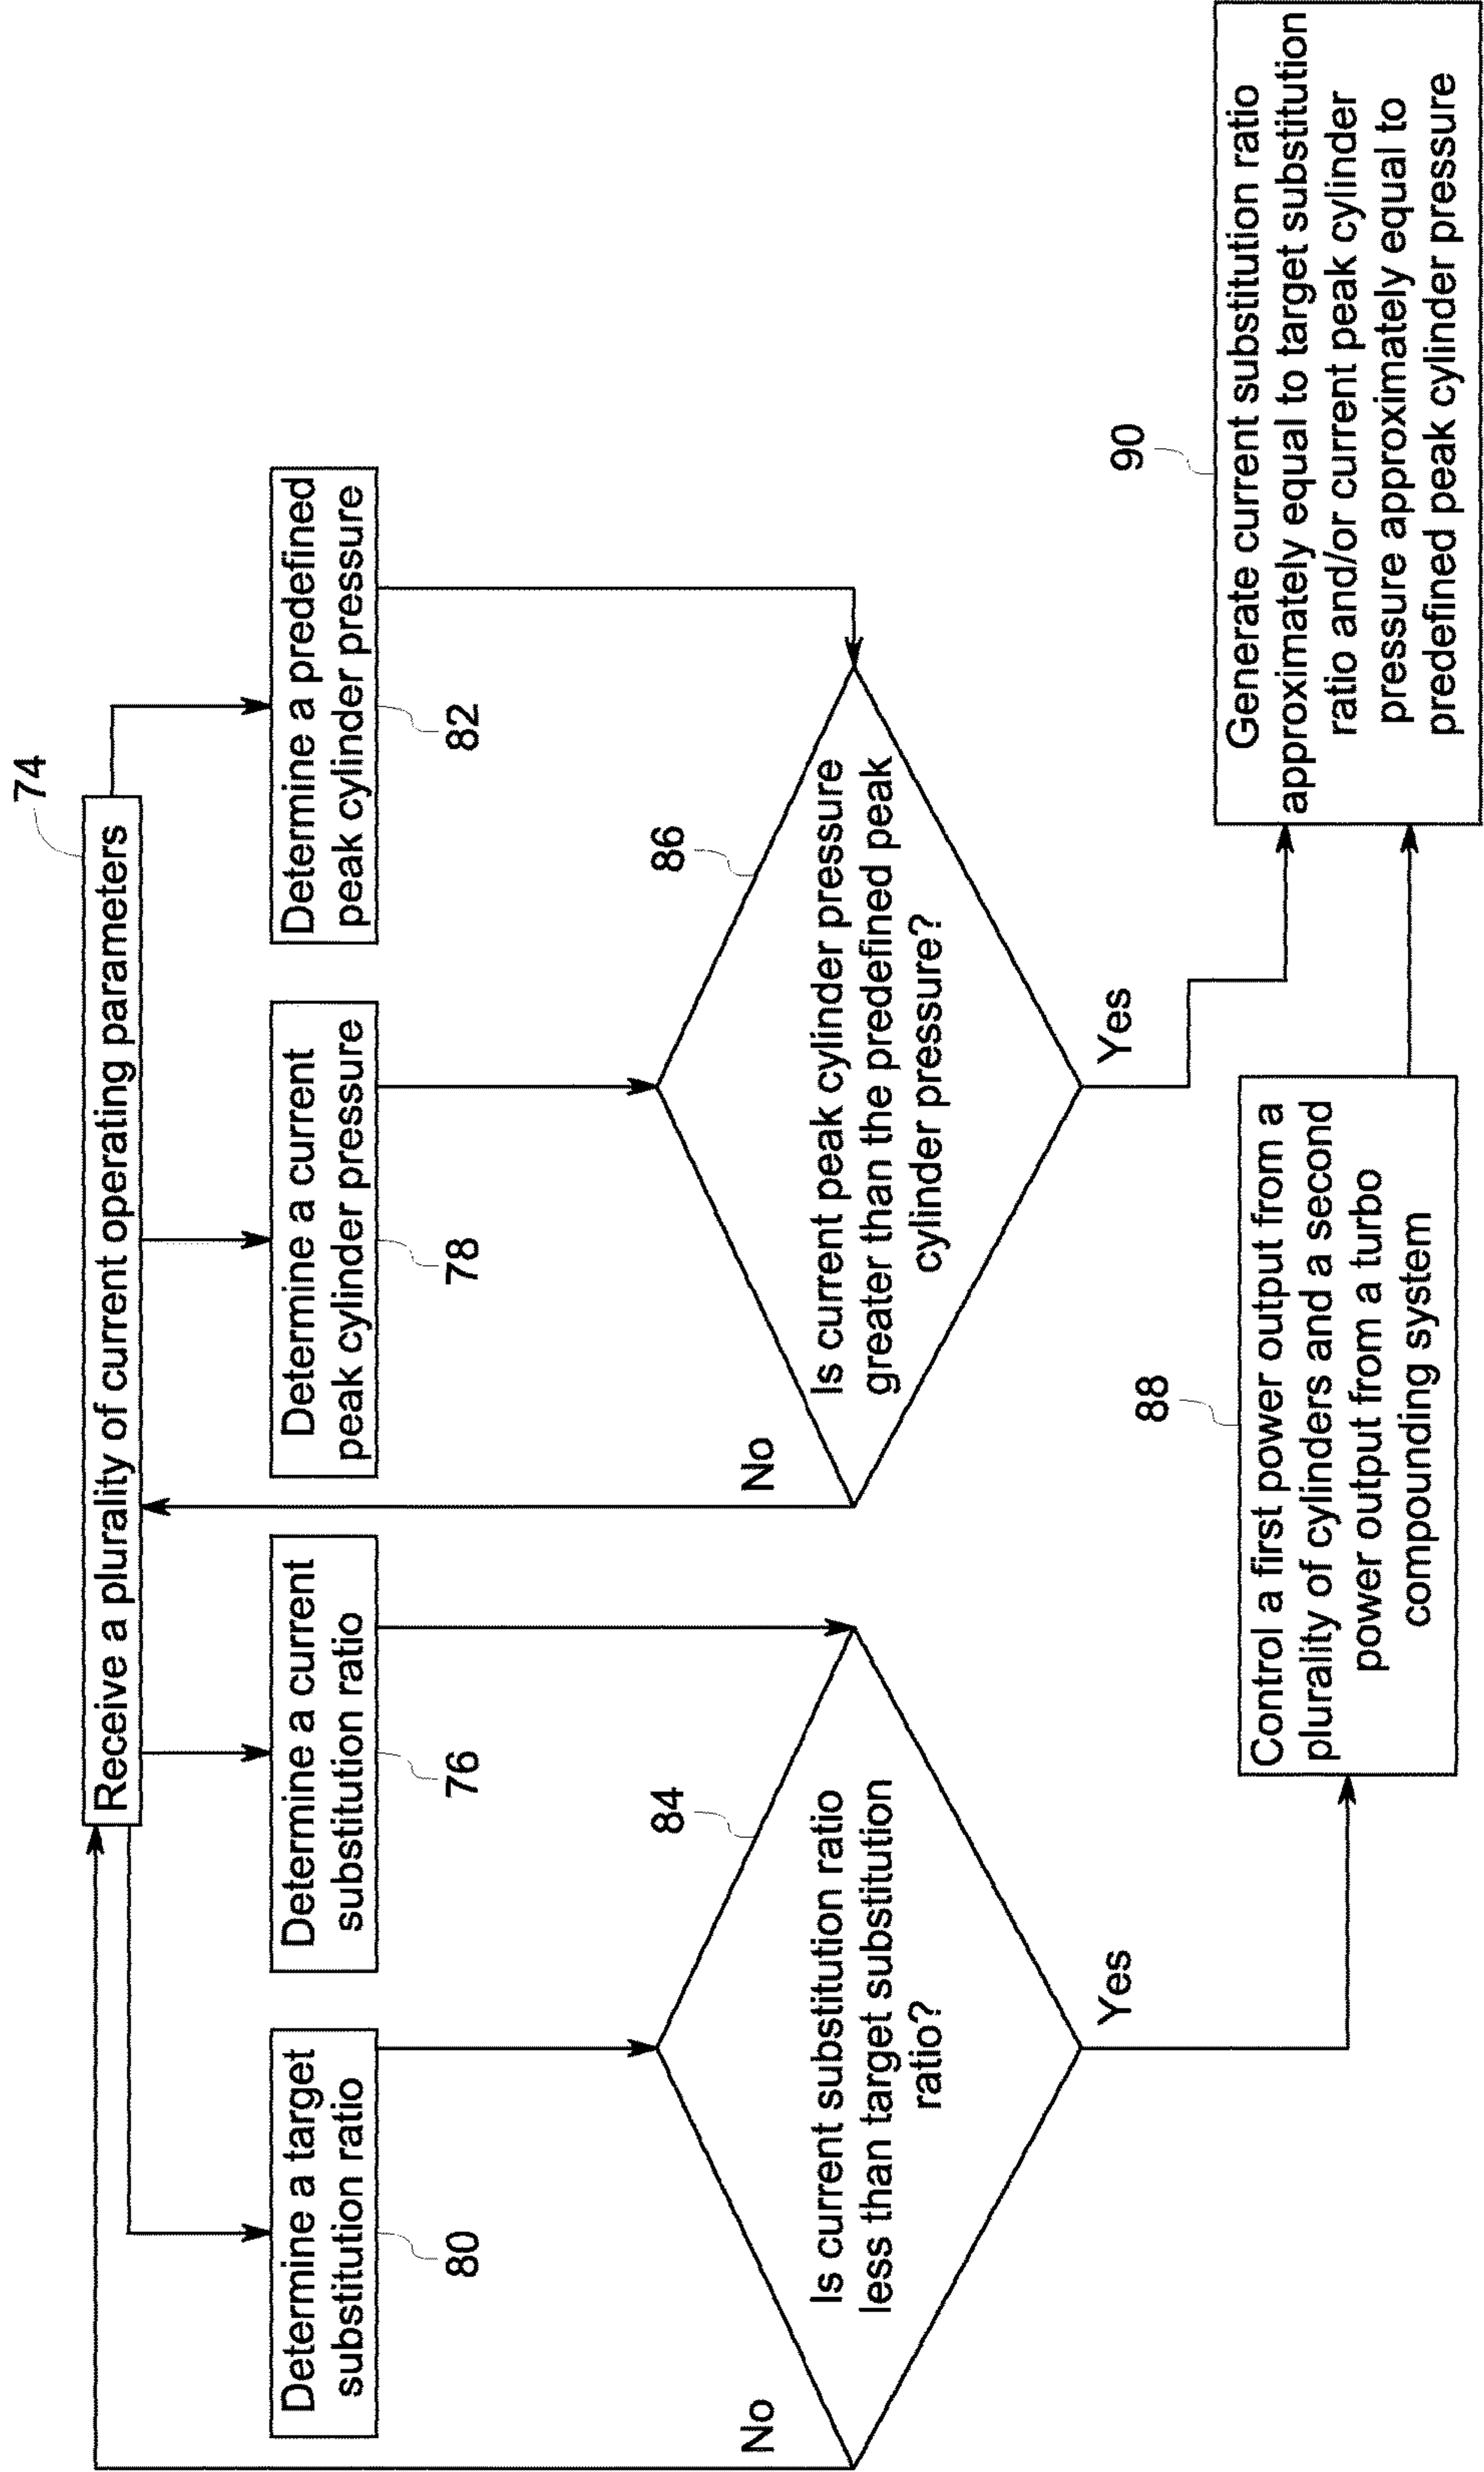 74
Receive a plurality of current operating parameters
Determine a target
substitution ratio
80
Determine a current
substitution ratio
76
Determine a current
peak cylinder pressure
78
Determine a predefined
peak cylinder pressure
82
84
Is current substitution ratio
less than target substitution
ratio?
No
Yes
86
Is current peak cylinder pressure
greater than the predefined peak
cylinder pressure?
No
Yes
88
Control a first power output from a
plurality of cylinders and a second
power output from a turbo
compounding system
90
Generate current substitution ratio
approximately equal to target substitution
ratio and/or current peak cylinder
pressure approximately equal to
predefined peak cylinder pressure